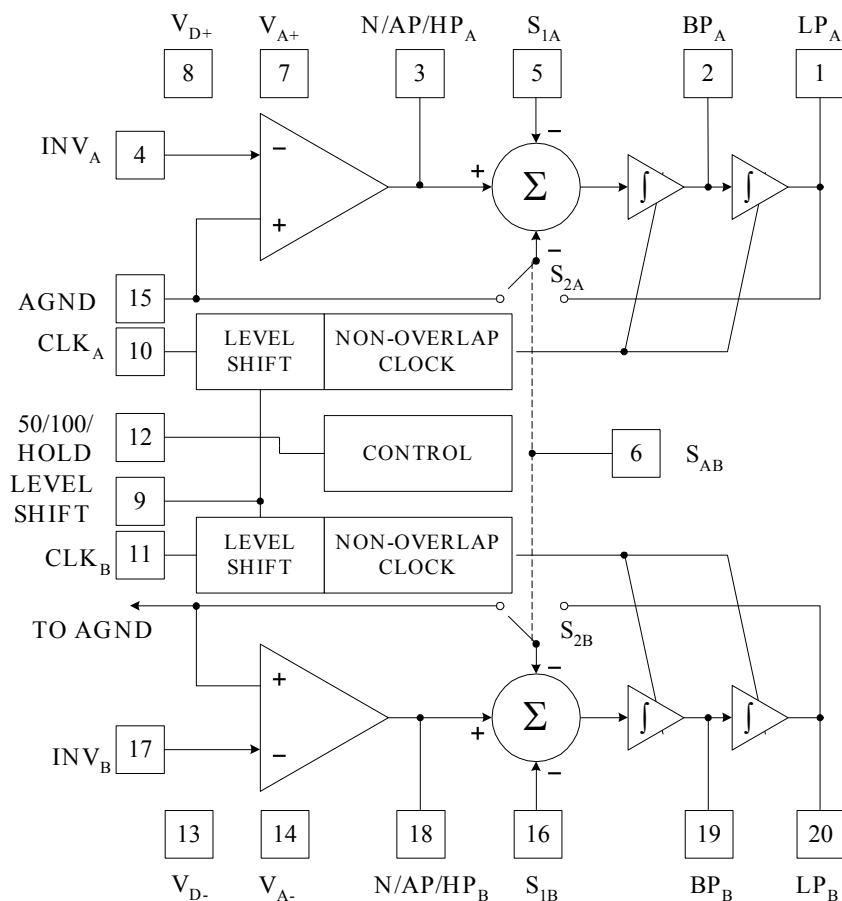 V_D+ V_A+ N/AP/HP_A S_1A BP_A LP_A
8 7 3 5 2 1
INV_A 4 − + − Σ ∫ ∫
+ −
AGND 15 S_2A
CLK_A 10 LEVEL SHIFT NON-OVERLAP CLOCK
50/100/HOLD 12 CONTROL 6 S_AB
LEVEL SHIFT 9
CLK_B 11 LEVEL SHIFT NON-OVERLAP CLOCK
TO AGND S_2B
+ −
INV_B 17 − + Σ − ∫ ∫
13 14 18 16 19 20
V_D- V_A- N/AP/HP_B S_1B BP_B LP_B